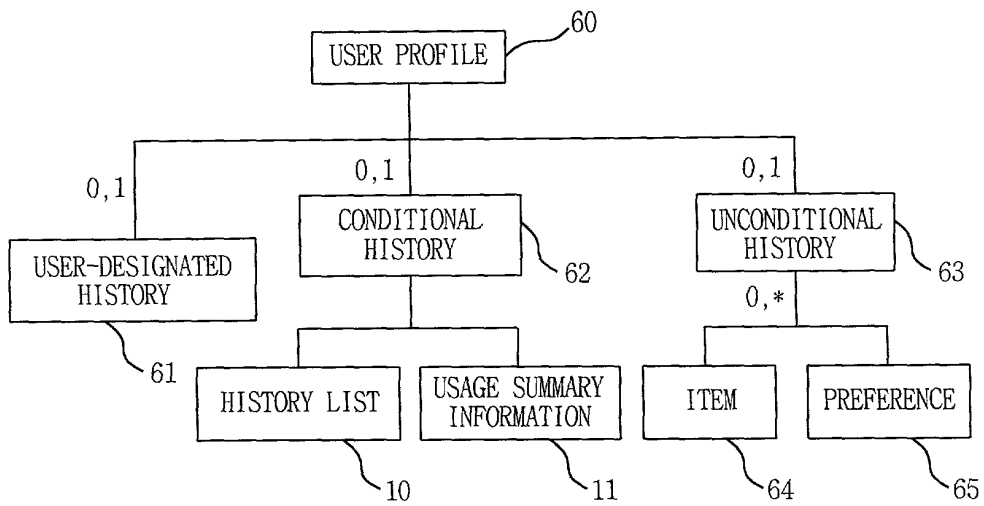 60
USER PROFILE
0,1
0,1
0,1
CONDITIONAL
HISTORY
UNCONDITIONAL
HISTORY
USER-DESIGNATED
HISTORY
62
63
0,*
61
HISTORY LIST
USAGE SUMMARY
INFORMATION
ITEM
PREFERENCE
10
11
64
65